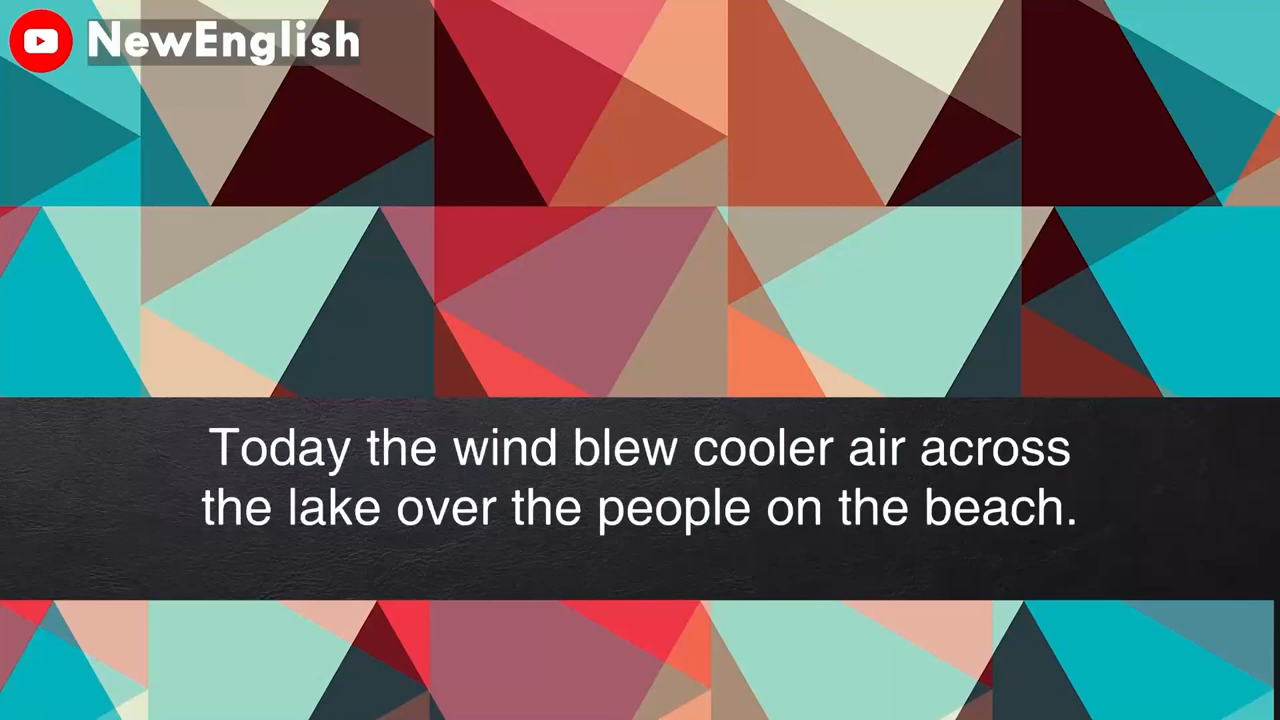 NewEnglish
Today the wind blew cooler air across
the lake over the people on the beach.